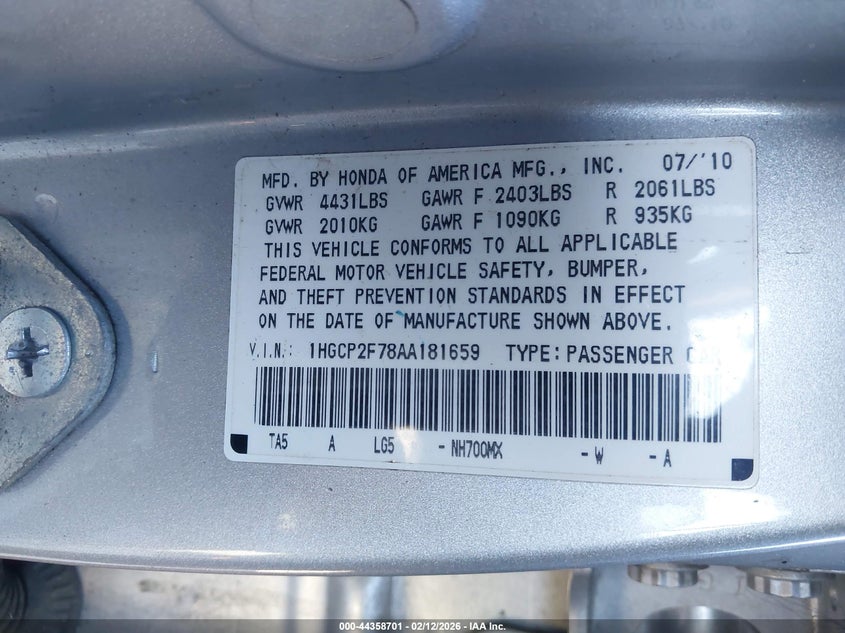 MFD. BY HONDA OF AMERICA MFG., INC. 07/'10
GVWR 4431LBS GAWR F 2403LBS R 2061LBS
GVWR 2010KG GAWR F 1090KG R 935KG
THIS VEHICLE CONFORMS TO ALL APPLICABLE
FEDERAL MOTOR VEHICLE SAFETY, BUMPER,
AND THEFT PREVENTION STANDARDS IN EFFECT
ON THE DATE OF MANUFACTURE SHOWN ABOVE.
V.I.N.: 1HGCP2F78AA181659 TYPE: PASSENGER CAR
TA5 A LG5 -NH700MX -W -A
000-44358701 - 02/12/2026 - IAA Inc.